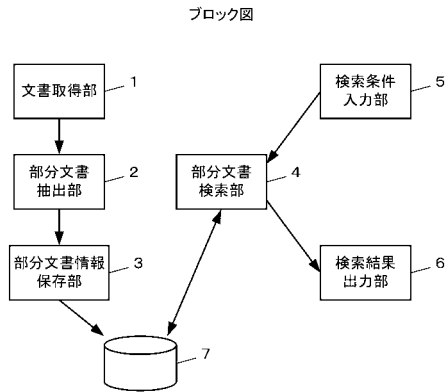 ブロック図
文書取得部
1
検索条件
入力部
5
部分文書
抽出部
2
部分文書
検索部
4
部分文書情報
保存部
3
検索結果
出力部
6
7